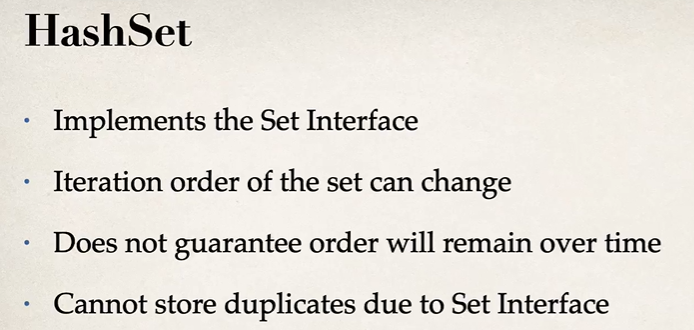 HashSet
• Implements the Set Interface
• Iteration order of the set can change
• Does not guarantee order will remain over time
• Cannot store duplicates due to Set Interface